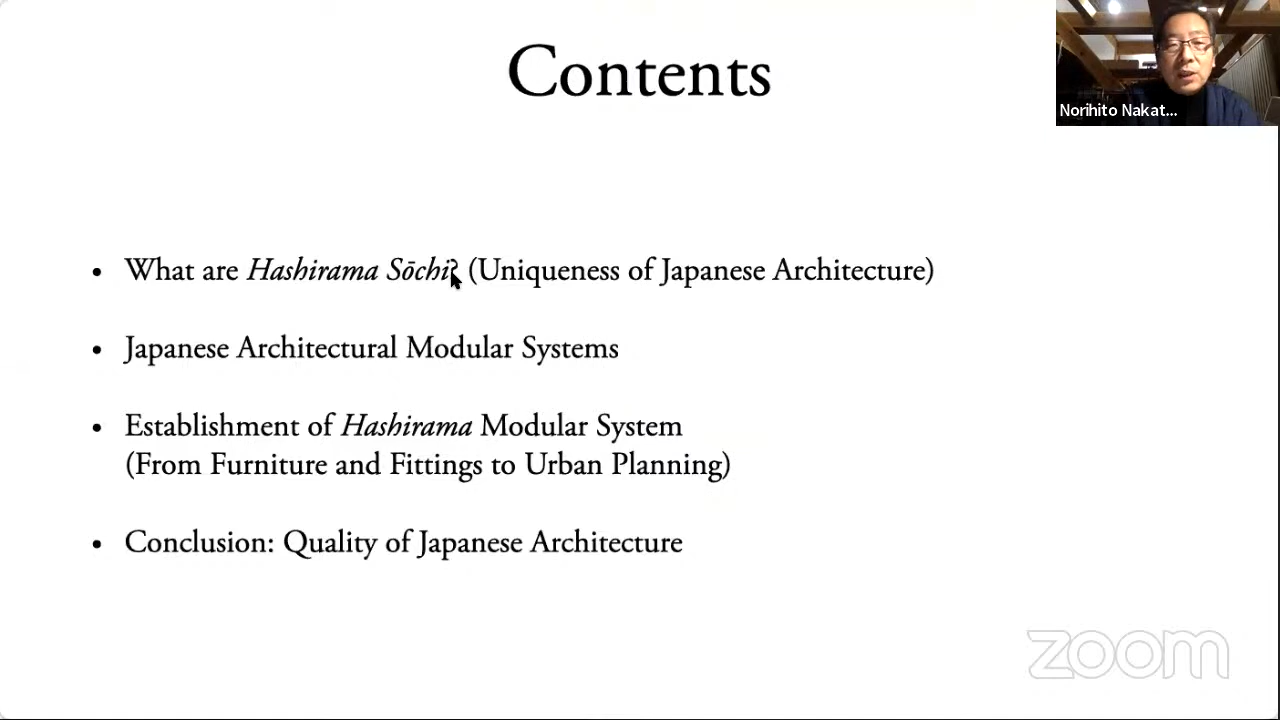 Contents
Norihito Nakat...
• What are Hashirama Sōchi? (Uniqueness of Japanese Architecture)
• Japanese Architectural Modular Systems
• Establishment of Hashirama Modular System
(From Furniture and Fittings to Urban Planning)
• Conclusion: Quality of Japanese Architecture
zoom